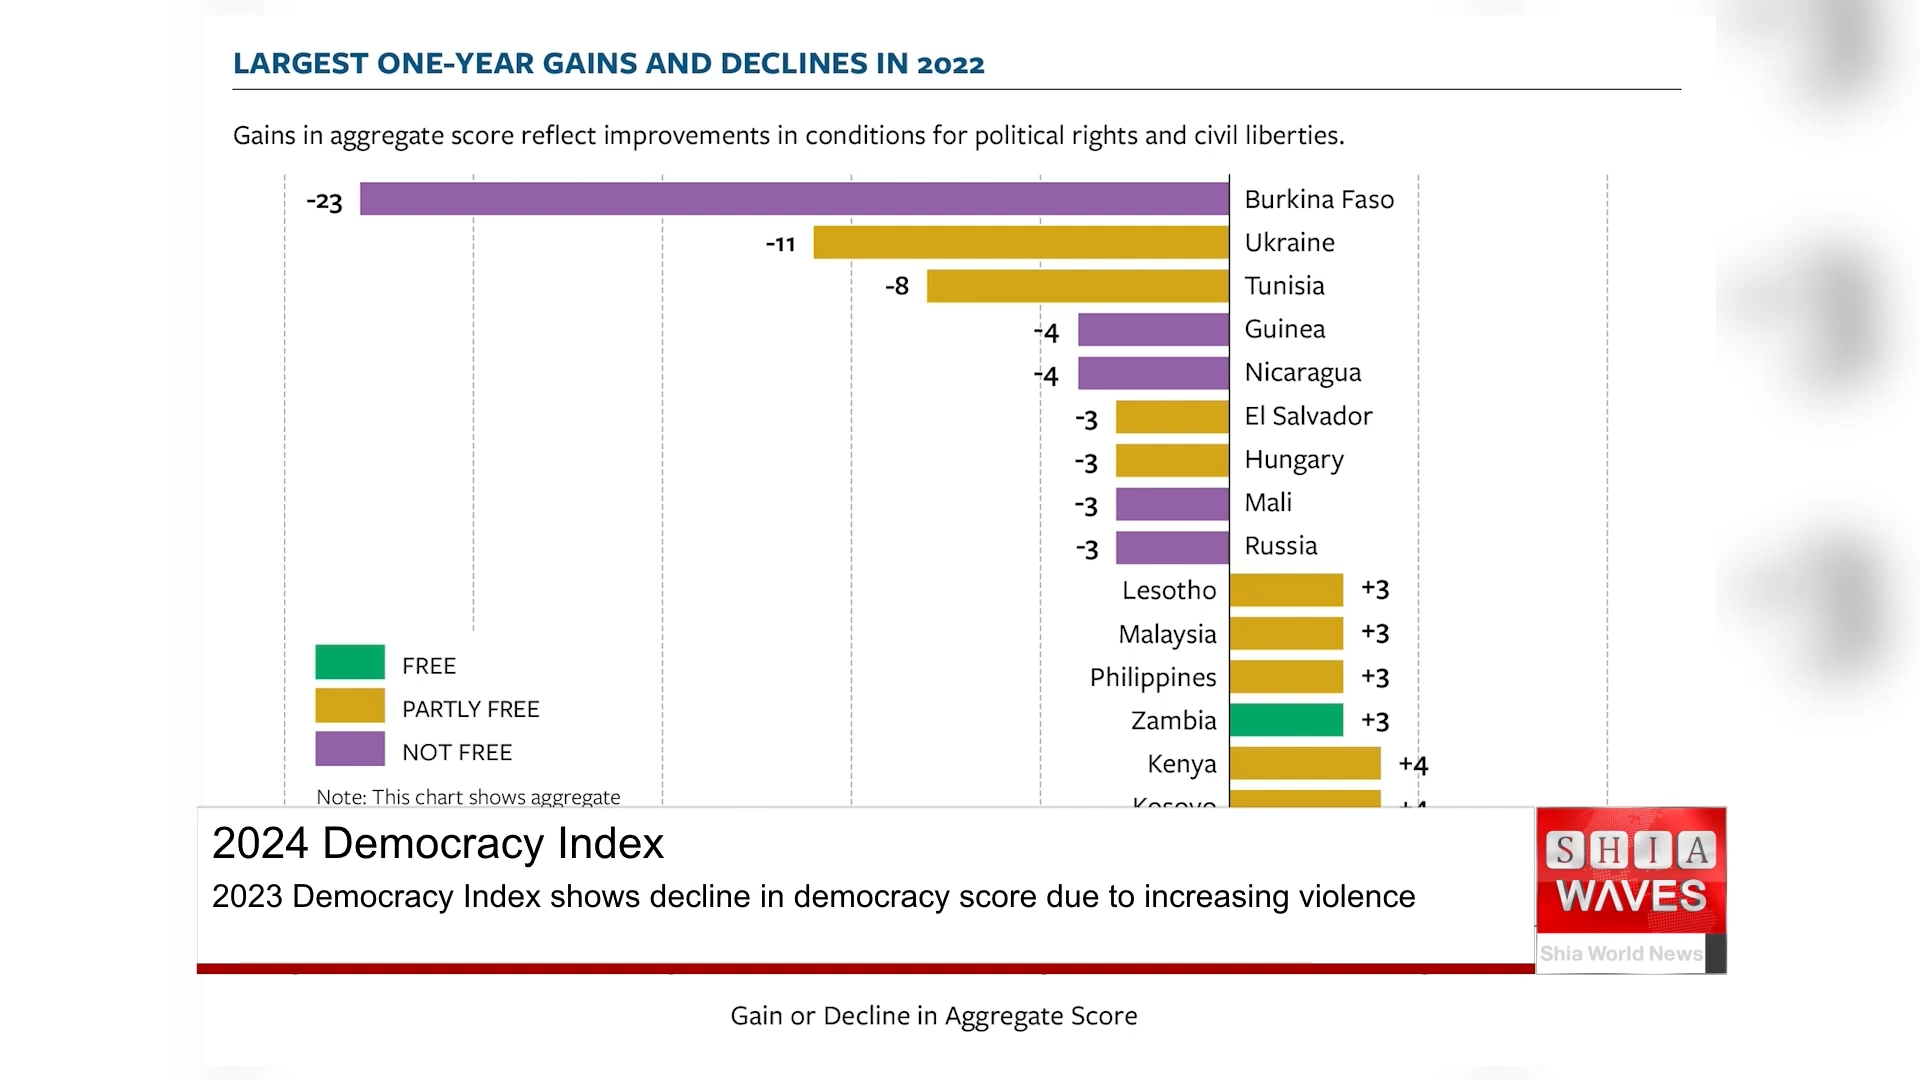 LARGEST ONE-YEAR GAINS AND DECLINES IN 2022
Gains in aggregate score reflect improvements in conditions for political rights and civil liberties.
-23 Burkina Faso
-11 Ukraine
-8 Tunisia
-4 Guinea
-4 Nicaragua
-3 El Salvador
-3 Hungary
-3 Mali
-3 Russia
Lesotho +3
Malaysia +3
Philippines +3
Zambia +3
Kenya +4
Kosovo +4
FREE
PARTLY FREE
NOT FREE
Note: This chart shows aggregate
2024 Democracy Index
2023 Democracy Index shows decline in democracy score due to increasing violence
SHIA
WAVES
Shia World News
Gain or Decline in Aggregate Score